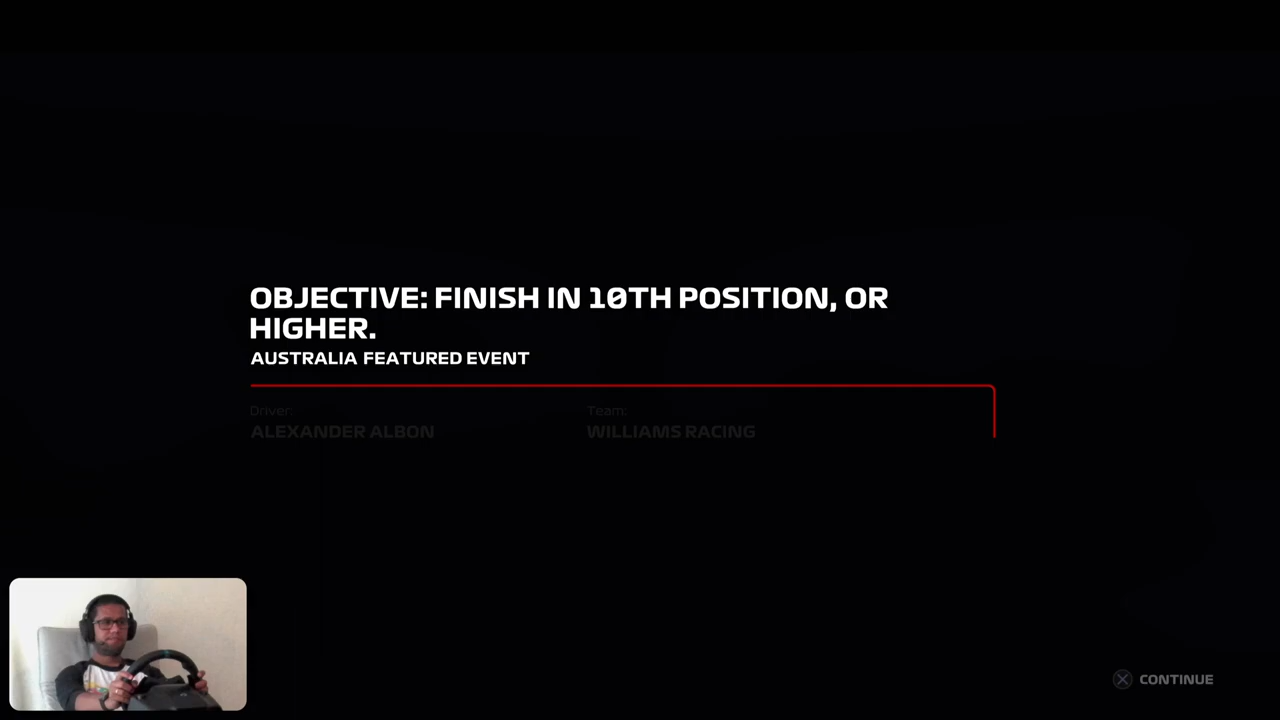 OBJECTIVE: FINISH IN 10TH POSITION, OR
HIGHER.
AUSTRALIA FEATURED EVENT
Driver: Team:
ALEXANDER ALBON WILLIAMS RACING
CONTINUE